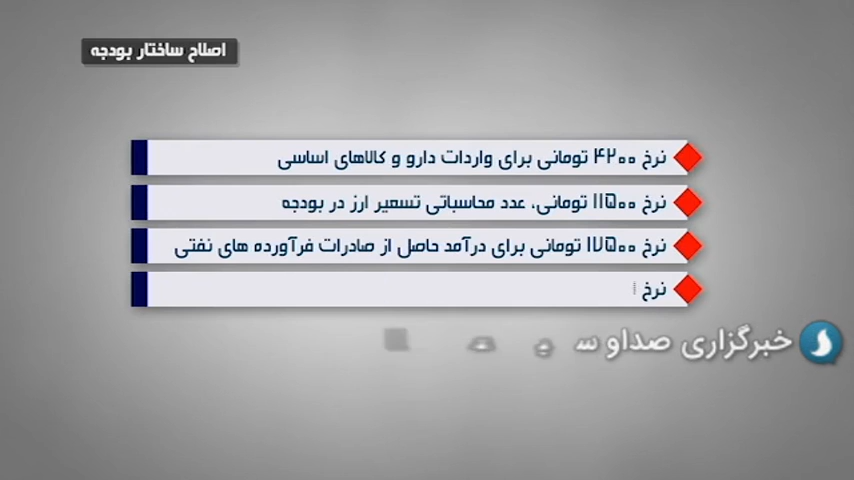 اصلاح ساختار بودجه
نرخ ۴۲۰۰ تومانی برای واردات دارو و کالاهای اساسی
نرخ ۱۱۵۰۰ تومانی، عدد محاسباتی تسعیر ارز در بودجه
نرخ ۱۷۵۰۰ تومانی برای درآمد حاصل از صادرات فرآورده های نفتی
نرخ
خبرگزاری صداو